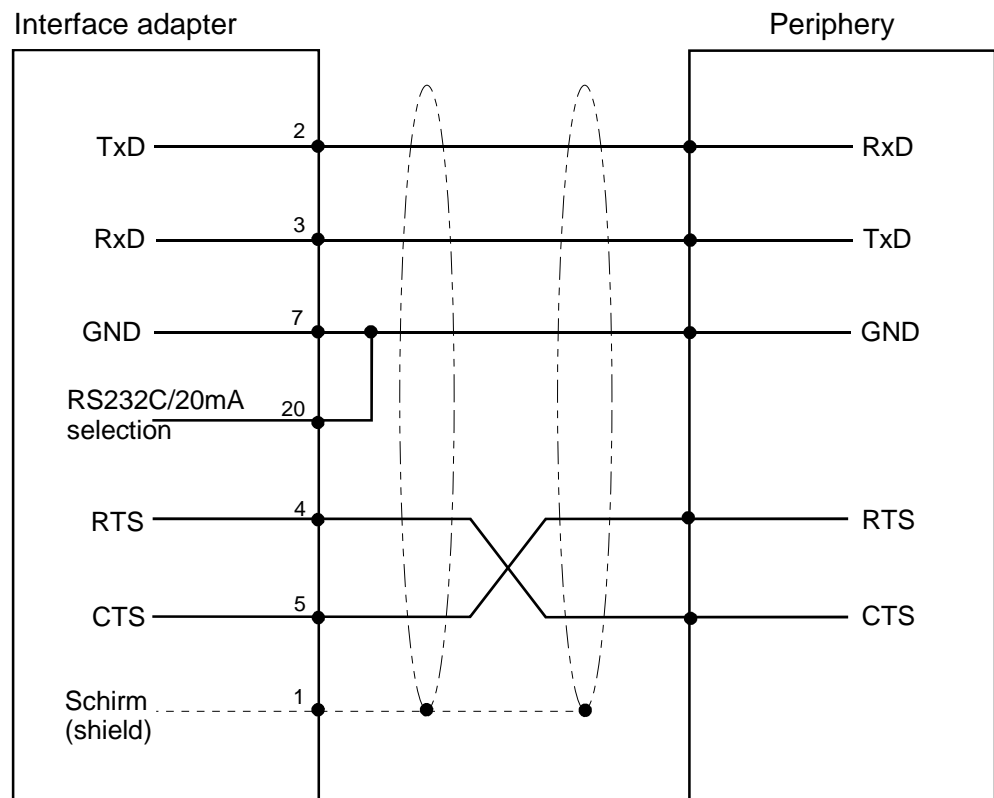 Interface adapter
Periphery
TxD
2
RxD
RxD
3
TxD
GND
7
GND
RS232C/20mA
selection
20
RTS
4
RTS
CTS
5
CTS
Schirm
(shield)
1